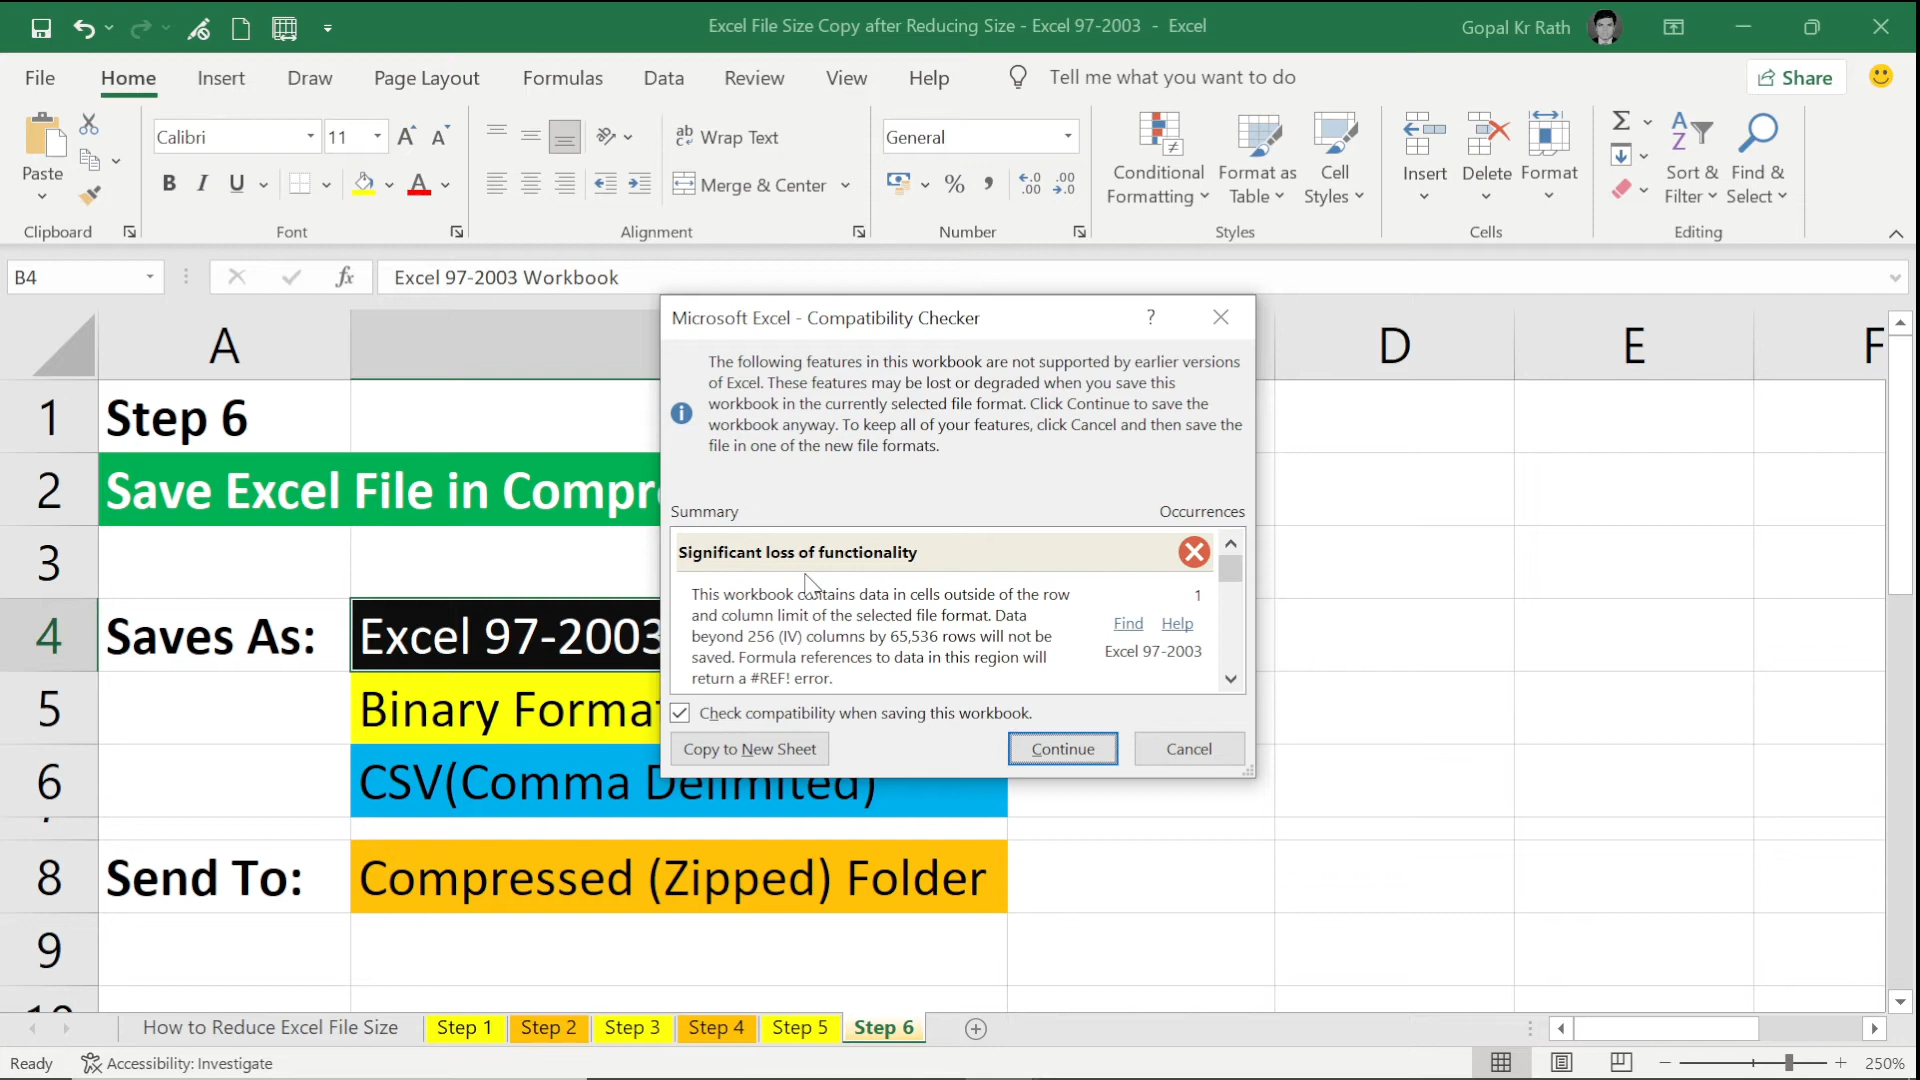 Excel File Size Copy after Reducing Size - Excel 97-2003 - Excel
Gopal Kr Rath
File Home Insert Draw Page Layout Formulas Data Review View Help Tell me what you want to do
Share
Paste
Calibri 11
B I U
Wrap Text
Merge & Center
General
Conditional Formatting
Format as Table
Cell Styles
Insert
Delete
Format
Sort & Filter
Find & Select
Clipboard Font Alignment Number Styles Cells Editing
B4
fx
Excel 97-2003 Workbook
A D E F
1 Step 6
2 Save Excel File in Compr
3
4 Saves As: Excel 97-2003
5 Binary Format
6 CSV(Comma Delimited)
8 Send To: Compressed (Zipped) Folder
9
10
Microsoft Excel - Compatibility Checker ?
The following features in this workbook are not supported by earlier versions
of Excel. These features may be lost or degraded when you save this
workbook in the currently selected file format. Click Continue to save the
workbook anyway. To keep all of your features, click Cancel and then save the
file in one of the new file formats.
Summary Occurrences
Significant loss of functionality
This workbook contains data in cells outside of the row 1
and column limit of the selected file format. Data Find Help
beyond 256 (IV) columns by 65,536 rows will not be
saved. Formula references to data in this region will Excel 97-2003
return a #REF! error.
Check compatibility when saving this workbook.
Copy to New Sheet Continue Cancel
How to Reduce Excel File Size Step 1 Step 2 Step 3 Step 4 Step 5 Step 6
Ready Accessibility: Investigate 250%